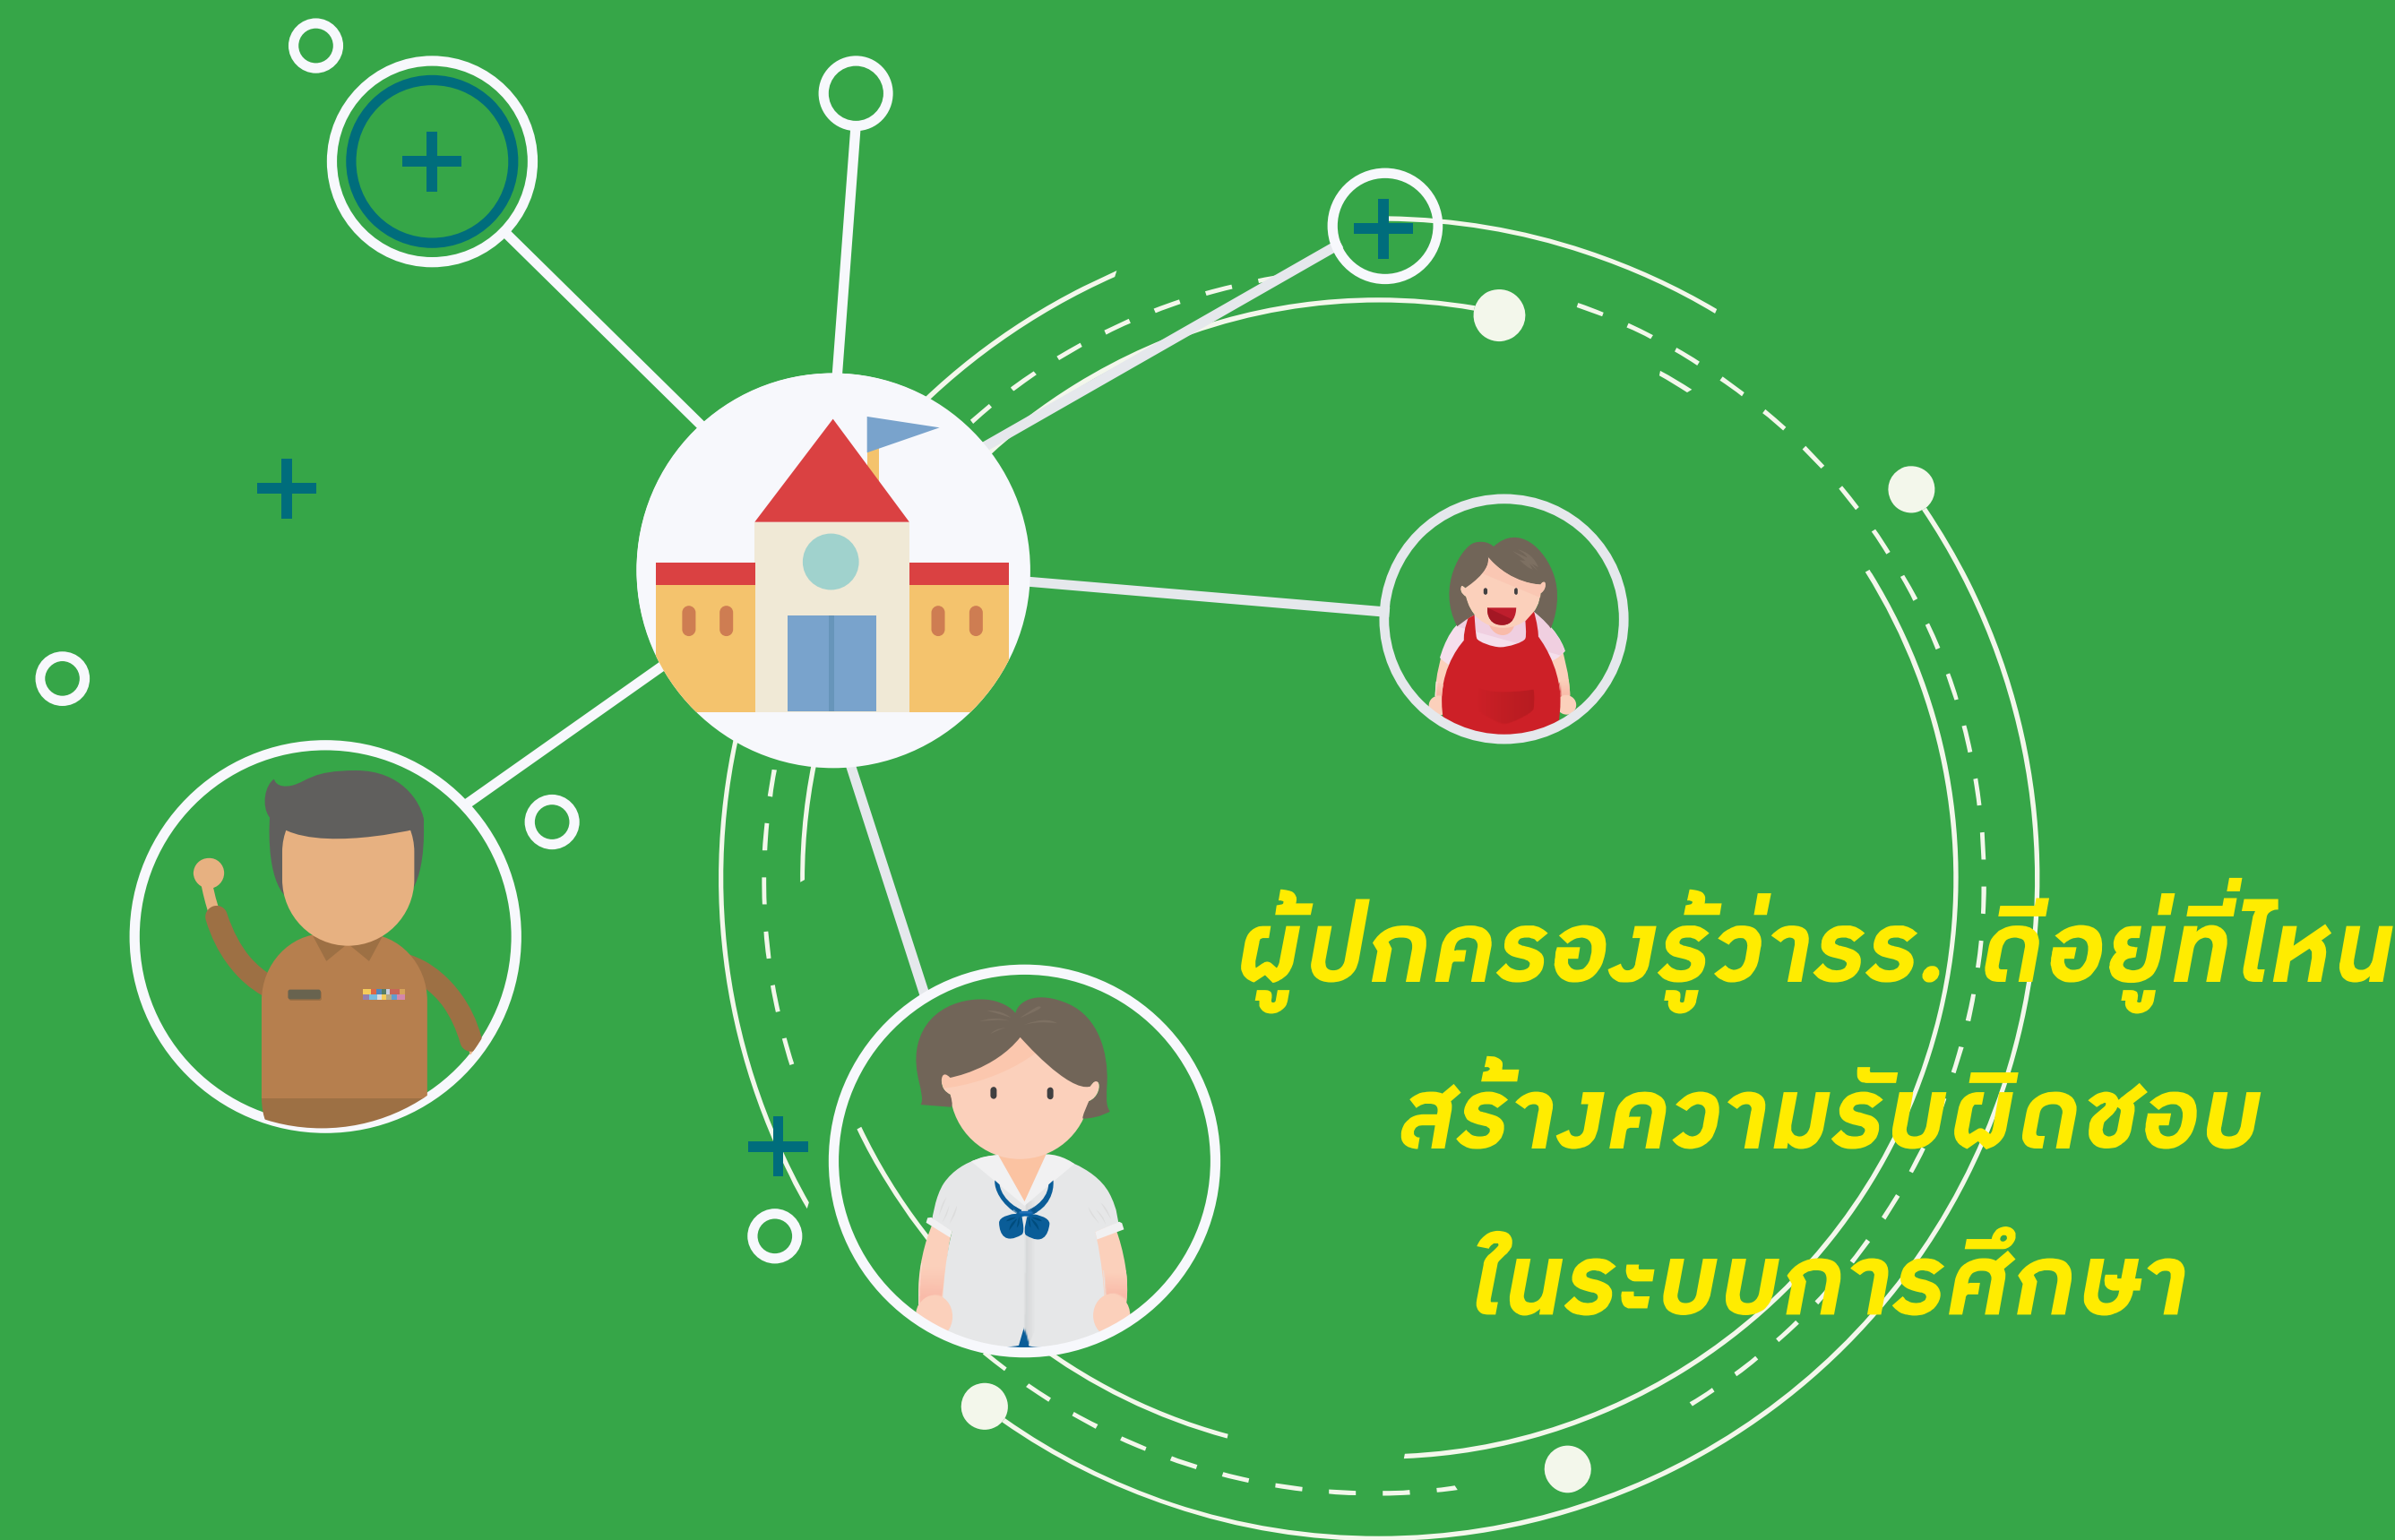 ผู้ปกครองรู้ว่ารร. ดีอยู่ที่ไหน
สร้างความรับผิดชอบ
ในระบบการศึกษา